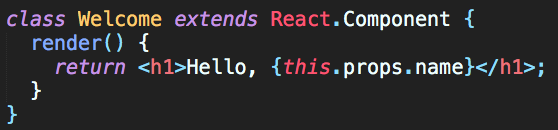 class Welcome extends React.Component {
  render() {
    return <h1>Hello, {this.props.name}</h1>;
  }
}